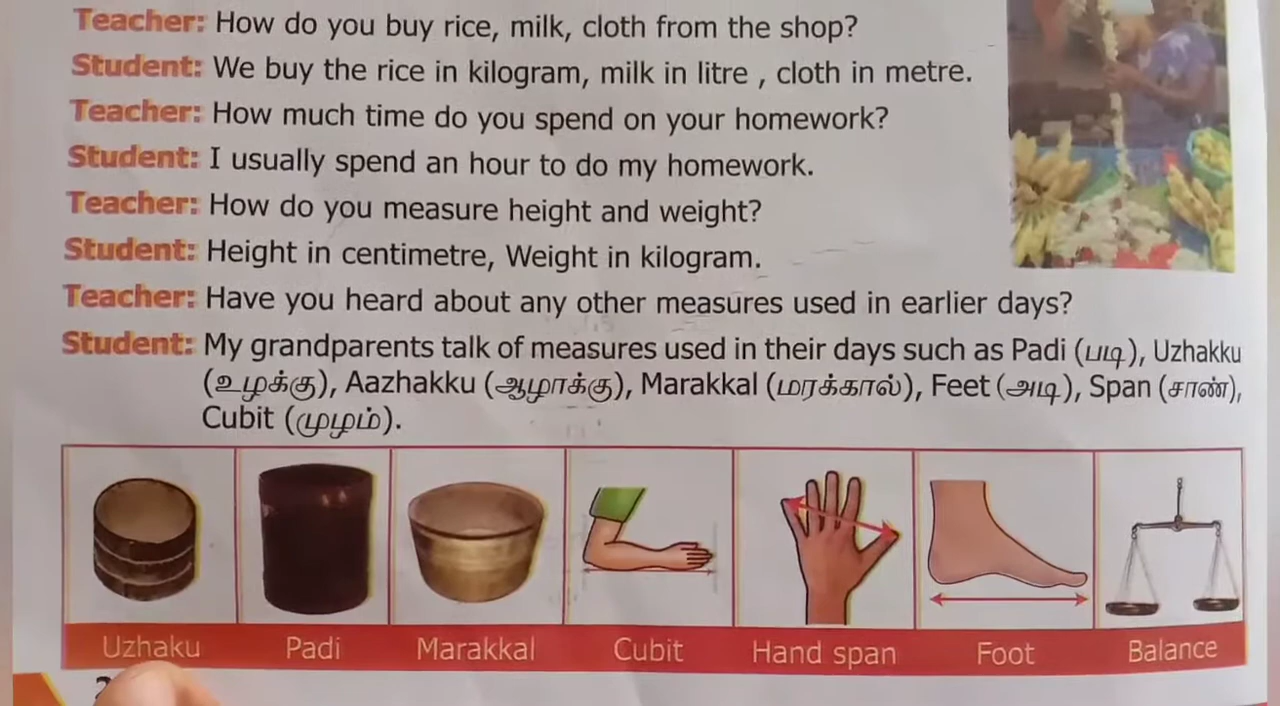 Teacher: How do you buy rice, milk, cloth from the shop?
Student: We buy the rice in kilogram, milk in litre , cloth in metre.
Teacher: How much time do you spend on your homework?
Student: I usually spend an hour to do my homework.
Teacher: How do you measure height and weight?
Student: Height in centimetre, Weight in kilogram.
Teacher: Have you heard about any other measures used in earlier days?
Student: My grandparents talk of measures used in their days such as Padi (படி), Uzhakku
(உழக்கு), Aazhakku (ஆழாக்கு), Marakkal (மரக்கால்), Feet (அடி), Span (சாண்),
Cubit (முழம்).
Uzhaku Padi Marakkal Cubit Hand span Foot Balance